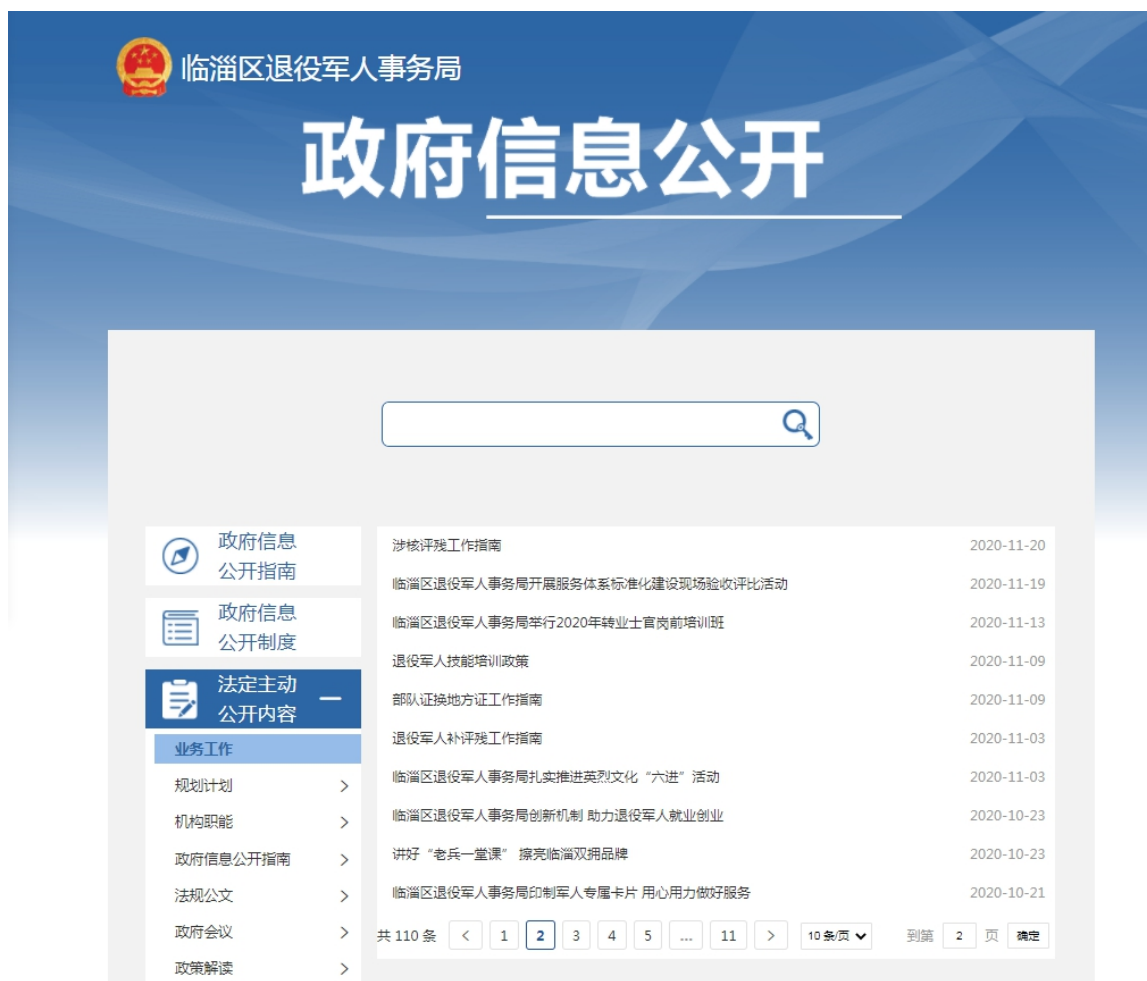 临淄区退役军人事务局
政府信息公开
政府信息
公开指南
政府信息
公开制度
法定主动
公开内容
业务工作
规划计划
机构职能
政府信息公开指南
法规公文
政府会议
政策解读
涉核评残工作指南 2020-11-20
临淄区退役军人事务局开展服务体系标准化建设现场验收评比活动 2020-11-19
临淄区退役军人事务局举行2020年转业士官岗前培训班 2020-11-13
退役军人技能培训政策 2020-11-09
部队证换地方证工作指南 2020-11-09
退役军人补评残工作指南 2020-11-03
临淄区退役军人事务局扎实推进英烈文化“六进”活动 2020-11-03
临淄区退役军人事务局创新机制 助力退役军人就业创业 2020-10-23
讲好“老兵一堂课” 擦亮临淄双拥品牌 2020-10-23
临淄区退役军人事务局印制军人专属卡片 用心用力做好服务 2020-10-21
共 110 条 < 1 2 3 4 5 ... 11 > 10 条/页 到第 2 页 确定